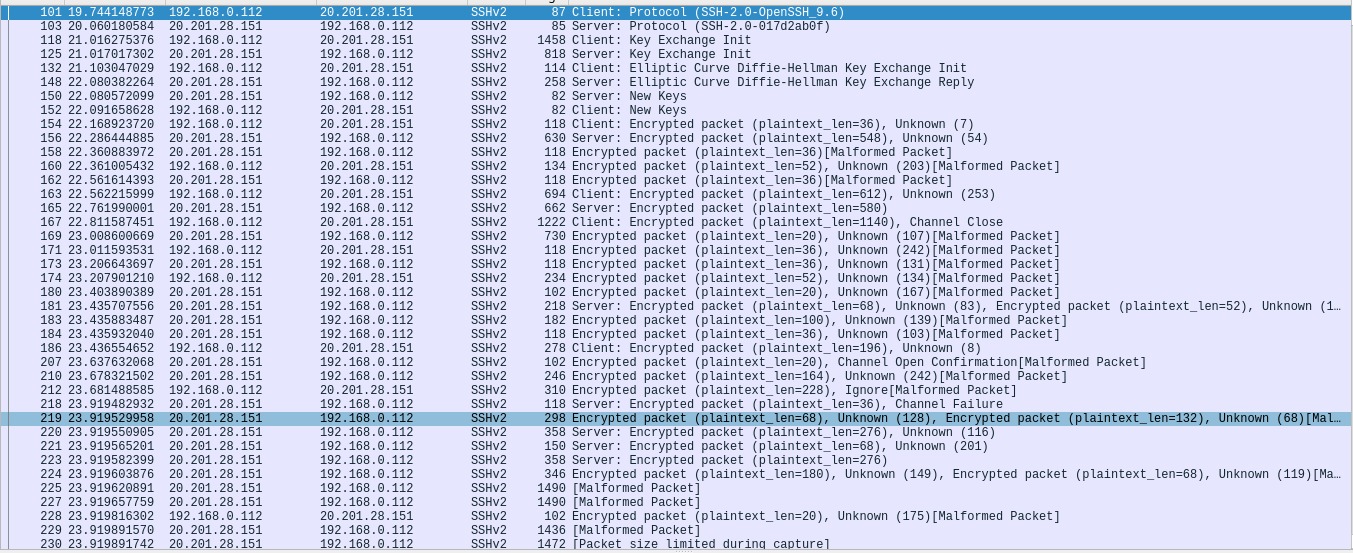 101 19.744148773 192.168.0.112 20.201.28.151 SSHv2 87 Client: Protocol (SSH-2.0-OpenSSH_9.6)
103 20.060180584 20.201.28.151 192.168.0.112 SSHv2 85 Server: Protocol (SSH-2.0-017d2ab0f)
118 21.016275376 192.168.0.112 20.201.28.151 SSHv2 1458 Client: Key Exchange Init
125 21.017017302 20.201.28.151 192.168.0.112 SSHv2 818 Server: Key Exchange Init
132 21.103047029 192.168.0.112 20.201.28.151 SSHv2 114 Client: Elliptic Curve Diffie-Hellman Key Exchange Init
148 22.080382264 20.201.28.151 192.168.0.112 SSHv2 258 Server: Elliptic Curve Diffie-Hellman Key Exchange Reply
150 22.080572099 20.201.28.151 192.168.0.112 SSHv2 82 Server: New Keys
152 22.091658628 192.168.0.112 20.201.28.151 SSHv2 82 Client: New Keys
154 22.168923720 192.168.0.112 20.201.28.151 SSHv2 118 Client: Encrypted packet (plaintext_len=36), Unknown (7)
156 22.286444885 20.201.28.151 192.168.0.112 SSHv2 630 Server: Encrypted packet (plaintext_len=548), Unknown (54)
158 22.360883972 20.201.28.151 192.168.0.112 SSHv2 118 Encrypted packet (plaintext_len=36)[Malformed Packet]
160 22.361005432 192.168.0.112 20.201.28.151 SSHv2 134 Encrypted packet (plaintext_len=52), Unknown (203)[Malformed Packet]
162 22.561614393 20.201.28.151 192.168.0.112 SSHv2 118 Encrypted packet (plaintext_len=36)[Malformed Packet]
163 22.562215999 192.168.0.112 20.201.28.151 SSHv2 694 Client: Encrypted packet (plaintext_len=612), Unknown (253)
165 22.761990001 20.201.28.151 192.168.0.112 SSHv2 662 Server: Encrypted packet (plaintext_len=580)
167 22.811587451 192.168.0.112 20.201.28.151 SSHv2 1222 Client: Encrypted packet (plaintext_len=1140), Channel Close
169 23.008600669 20.201.28.151 192.168.0.112 SSHv2 730 Encrypted packet (plaintext_len=20), Unknown (107)[Malformed Packet]
171 23.011593531 192.168.0.112 20.201.28.151 SSHv2 118 Encrypted packet (plaintext_len=36), Unknown (242)[Malformed Packet]
173 23.206643697 20.201.28.151 192.168.0.112 SSHv2 118 Encrypted packet (plaintext_len=36), Unknown (131)[Malformed Packet]
174 23.207901210 192.168.0.112 20.201.28.151 SSHv2 234 Encrypted packet (plaintext_len=52), Unknown (134)[Malformed Packet]
180 23.403890389 20.201.28.151 192.168.0.112 SSHv2 102 Encrypted packet (plaintext_len=20), Unknown (167)[Malformed Packet]
181 23.435707556 20.201.28.151 192.168.0.112 SSHv2 218 Server: Encrypted packet (plaintext_len=68), Unknown (83), Encrypted packet (plaintext_len=52), Unknown (1…
183 23.435883487 20.201.28.151 192.168.0.112 SSHv2 182 Encrypted packet (plaintext_len=100), Unknown (139)[Malformed Packet]
184 23.435932040 20.201.28.151 192.168.0.112 SSHv2 118 Encrypted packet (plaintext_len=36), Unknown (103)[Malformed Packet]
186 23.436554652 192.168.0.112 20.201.28.151 SSHv2 278 Client: Encrypted packet (plaintext_len=196), Unknown (8)
207 23.637632068 20.201.28.151 192.168.0.112 SSHv2 102 Encrypted packet (plaintext_len=20), Channel Open Confirmation[Malformed Packet]
210 23.678321502 20.201.28.151 192.168.0.112 SSHv2 246 Encrypted packet (plaintext_len=164), Unknown (242)[Malformed Packet]
212 23.681488585 192.168.0.112 20.201.28.151 SSHv2 310 Encrypted packet (plaintext_len=228), Ignore[Malformed Packet]
218 23.919482932 20.201.28.151 192.168.0.112 SSHv2 118 Server: Encrypted packet (plaintext_len=36), Channel Failure
219 23.919529958 20.201.28.151 192.168.0.112 SSHv2 298 Encrypted packet (plaintext_len=68), Unknown (128), Encrypted packet (plaintext_len=132), Unknown (68)[Mal…
220 23.919550905 20.201.28.151 192.168.0.112 SSHv2 358 Server: Encrypted packet (plaintext_len=276), Unknown (116)
221 23.919565201 20.201.28.151 192.168.0.112 SSHv2 150 Server: Encrypted packet (plaintext_len=68), Unknown (201)
223 23.919582399 20.201.28.151 192.168.0.112 SSHv2 358 Server: Encrypted packet (plaintext_len=276)
224 23.919603876 20.201.28.151 192.168.0.112 SSHv2 346 Encrypted packet (plaintext_len=180), Unknown (149), Encrypted packet (plaintext_len=68), Unknown (119)[Ma…
225 23.919620891 20.201.28.151 192.168.0.112 SSHv2 1490 [Malformed Packet]
227 23.919657759 20.201.28.151 192.168.0.112 SSHv2 1490 [Malformed Packet]
228 23.919816302 192.168.0.112 20.201.28.151 SSHv2 102 Encrypted packet (plaintext_len=20), Unknown (175)[Malformed Packet]
229 23.919891570 20.201.28.152 192.168.0.112 SSHv2 1436 [Malformed Packet]
230 23.919891742 20.201.28.151 192.168.0.112 SSHv2 1472 [Packet size limited during capture]